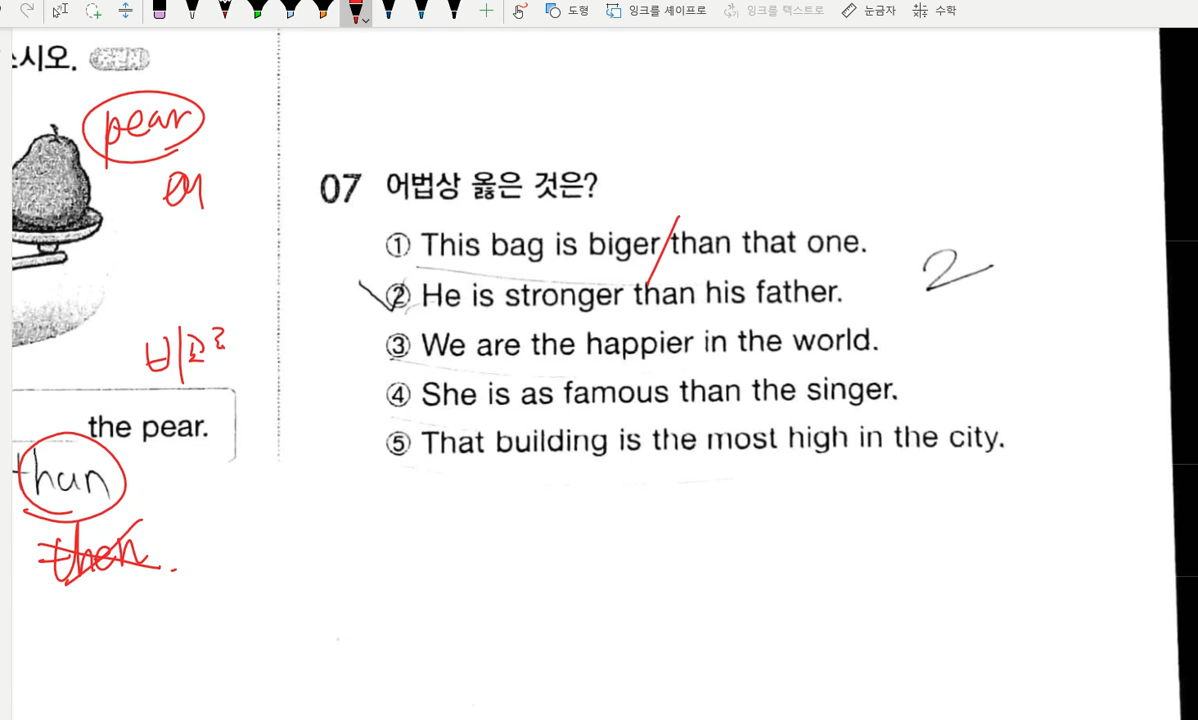 도형 잉크를 셰이프로 잉크를 텍스트로 눈금자 수학
시오.
pear
비교
the pear.
than
then.
07 어법상 옳은 것은?
① This bag is biger than that one.
② He is stronger than his father.
③ We are the happier in the world.
④ She is as famous than the singer.
⑤ That building is the most high in the city.
2